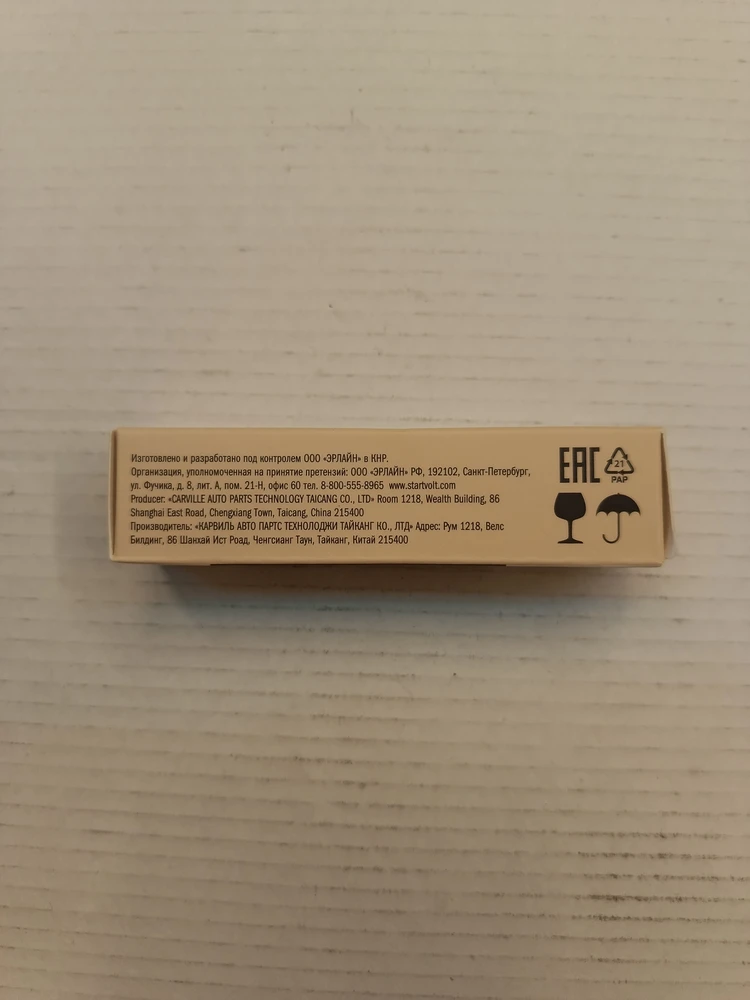 Изготовлено и разработано под контролем ООО «ЭРЛАЙН» в КНР.
Организация, уполномоченная на принятие претензий: ООО «ЭРЛАЙН» РФ, 192102, Санкт-Петербург,
ул. Фучика, д. 8, лит. А, пом. 21-Н, офис 60 тел. 8-800-555-8965 www.startvolt.com
Producer: «CARVILLE AUTO PARTS TECHNOLOGY TAICANG CO., LTD» Room 1218, Wealth Building, 86
Shanghai East Road, Chengxiang Town, Taicang, China 215400
Производитель: «КАРВИЛЬ АВТО ПАРТС ТЕХНОЛОДЖИ ТАЙКАНГ КО., ЛТД» Адрес: Рум 1218, Велс
Билдинг, 86 Шанхай Ист Роад, Ченгсианг Таун, Тайканг, Китай 215400
EAC
21
PAP